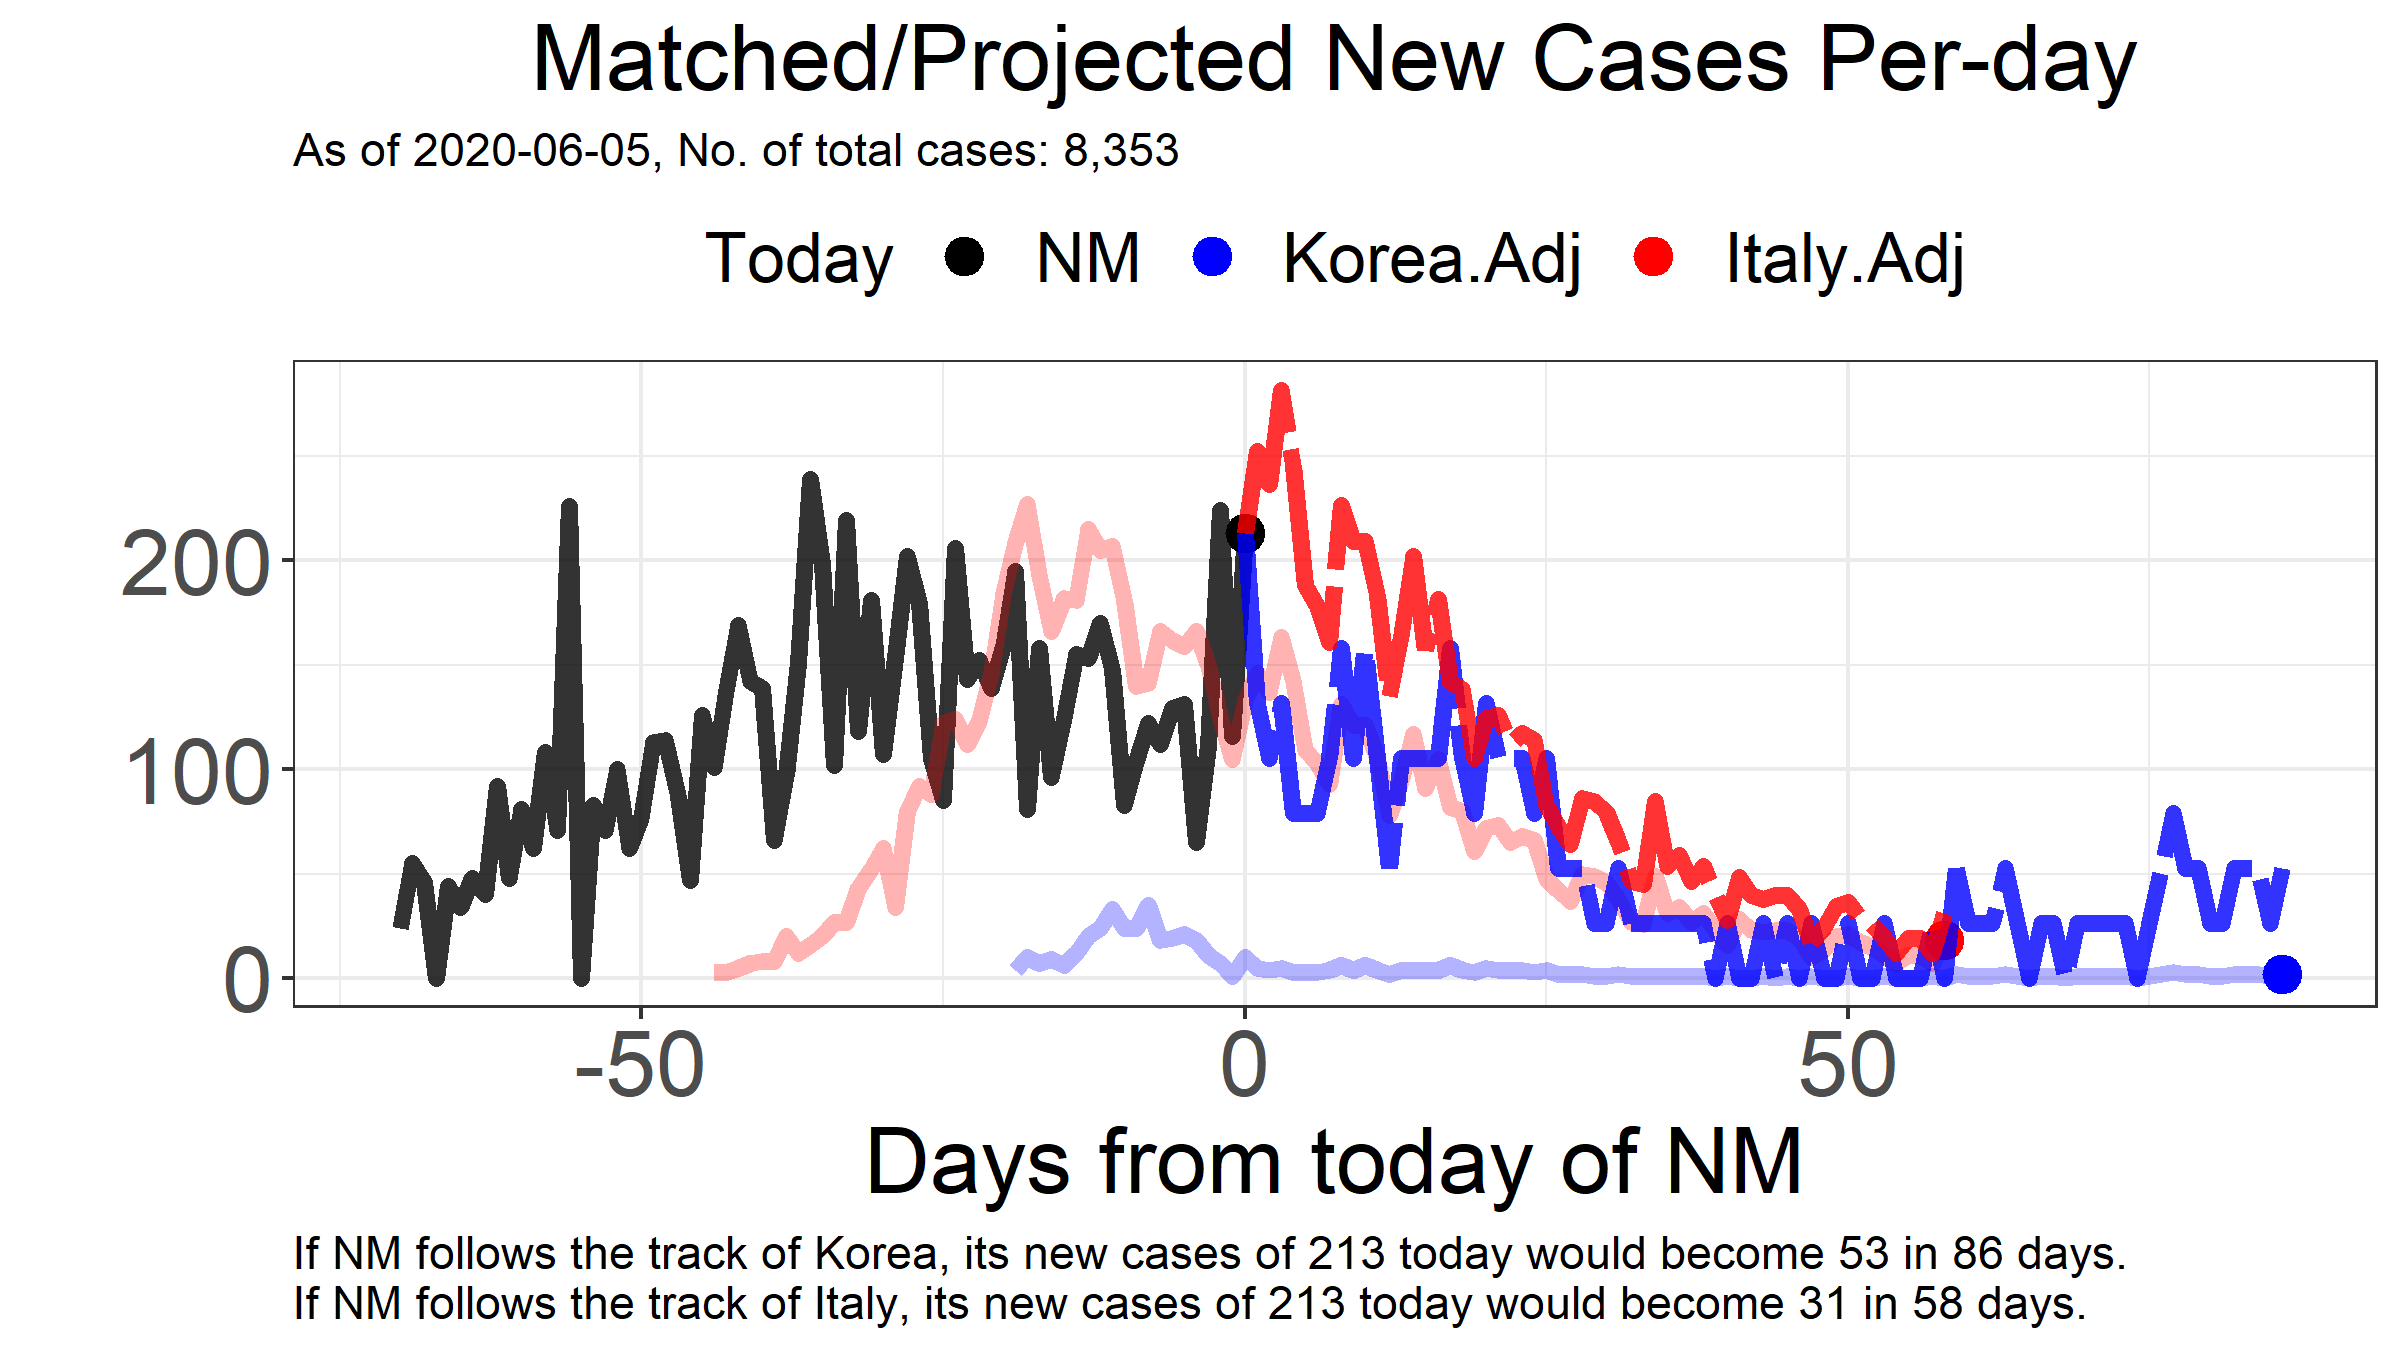 Matched/Projected New Cases Per-day
As of 2020-06-05, No. of total cases: 8,353
Today NM Korea.Adj Italy.Adj
200
100
0
-50 0 50
Days from today of NM
If NM follows the track of Korea, its new cases of 213 today would become 53 in 86 days.
If NM follows the track of Italy, its new cases of 213 today would become 31 in 58 days.